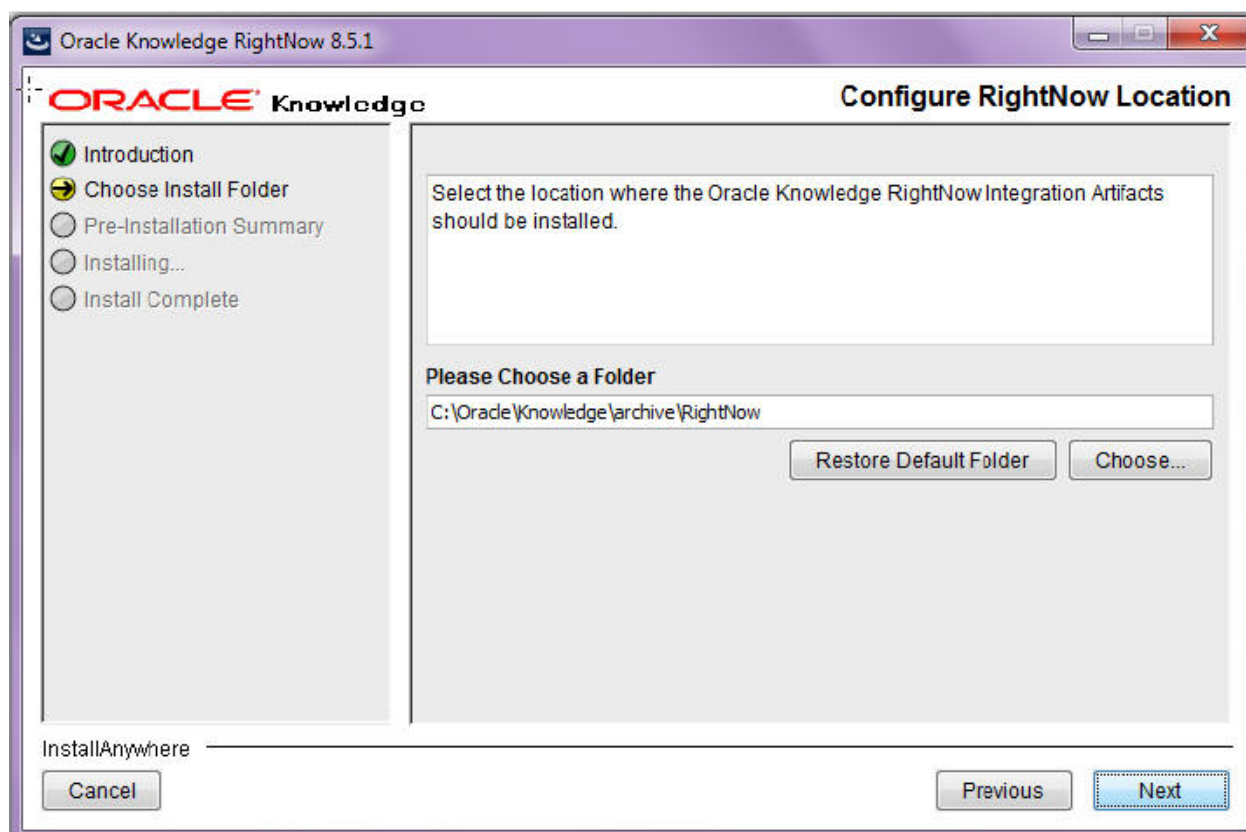 Oracle Knowledge RightNow 8.5.1
ORACLE Knowledge
Configure RightNow Location
Introduction
Choose Install Folder
Pre-Installation Summary
Installing...
Install Complete
Select the location where the Oracle Knowledge RightNow Integration Artifacts
should be installed.
Please Choose a Folder
C:\Oracle\Knowledge\archive\RightNow
Restore Default Folder
Choose...
InstallAnywhere
Cancel
Previous
Next